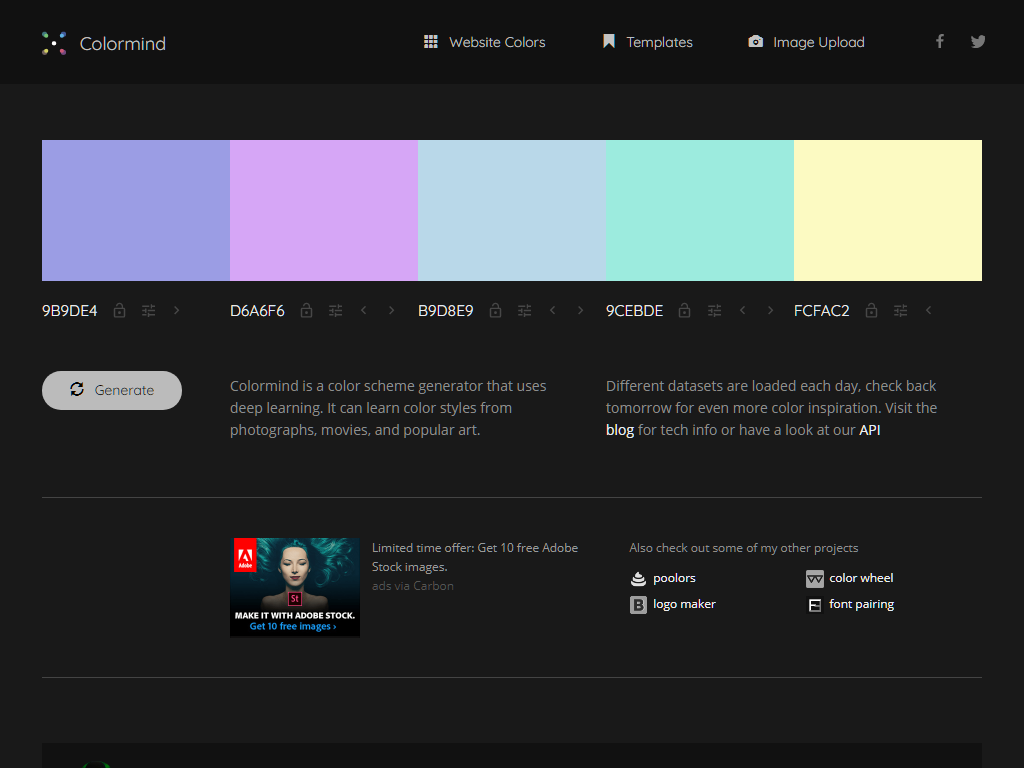 Colormind
Website Colors
Templates
Image Upload
9B9DE4
D6A6F6
B9D8E9
9CEBDE
FCFAC2
Generate
Colormind is a color scheme generator that uses
deep learning. It can learn color styles from
photographs, movies, and popular art.
Different datasets are loaded each day, check back
tomorrow for even more color inspiration. Visit the
blog for tech info or have a look at our API
Adobe
St
MAKE IT WITH ADOBE STOCK.
Get 10 free images ›
Limited time offer: Get 10 free Adobe
Stock images.
ads via Carbon
Also check out some of my other projects
poolors
color wheel
logo maker
font pairing